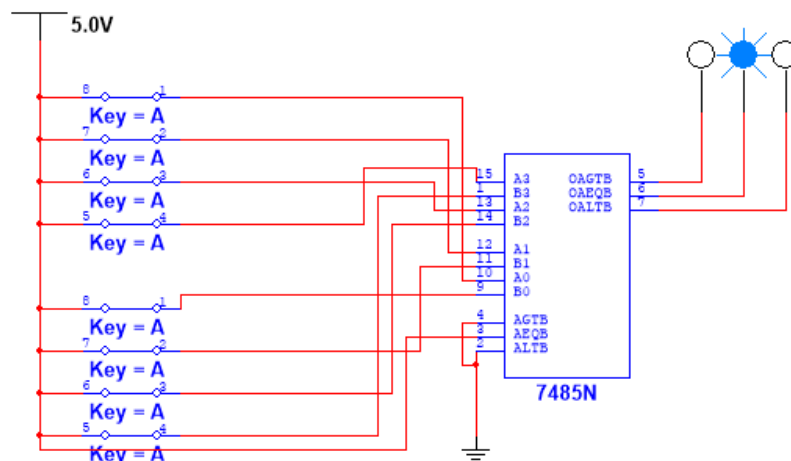 5.0V
8 1
Key = A
7 2
Key = A
6 3
Key = A
5 4
Key = A
8 1
Key = A
7 2
Key = A
6 3
Key = A
5 4
Key = A
15 A3 OAGTB 5
1 B3 OAEQB 6
13 A2 OALTB 7
14 B2
12 A1
11 B1
10 A0
9 B0
4 AGTB
3 AEQB
2 ALTB
7485N